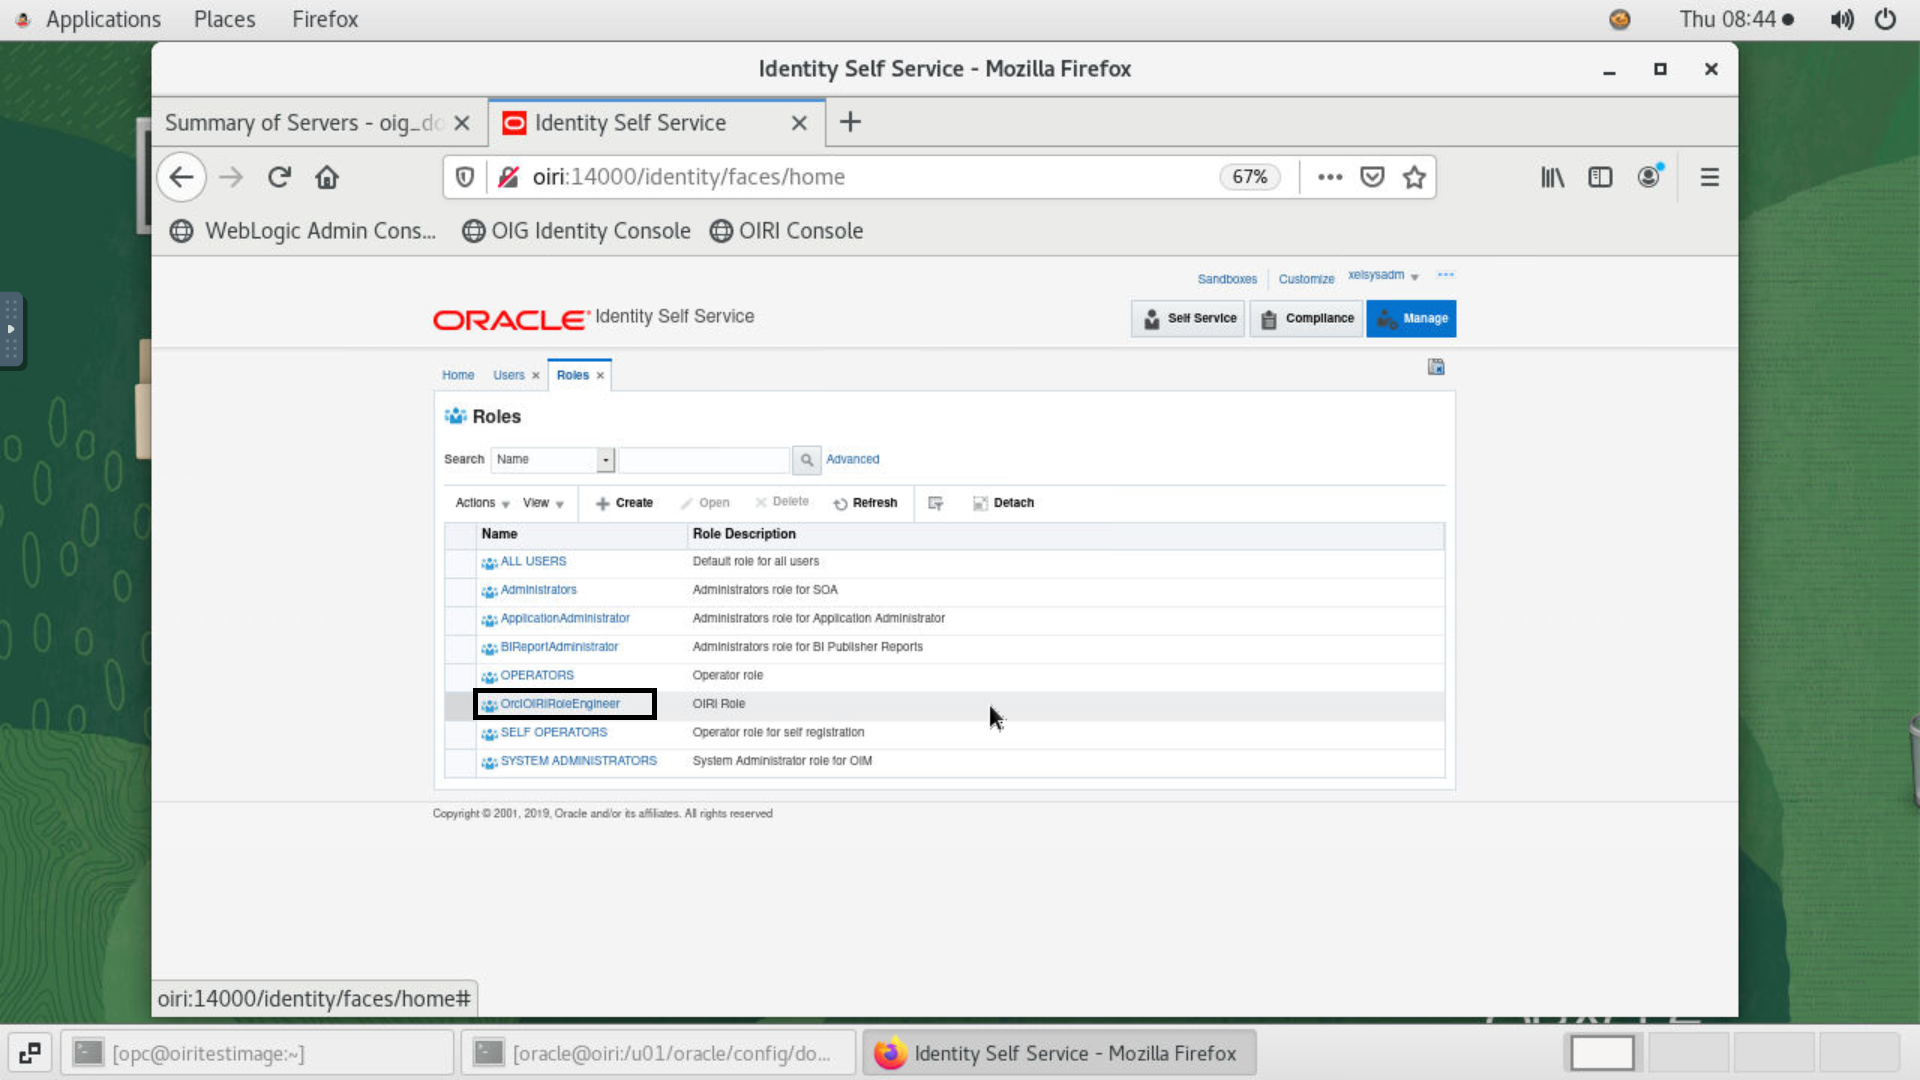 Applications Places Firefox Thu 08:44
Identity Self Service - Mozilla Firefox
Summary of Servers - oig_do Identity Self Service
oiri:14000/identity/faces/home 67%
WebLogic Admin Cons... OIG Identity Console OIRI Console
Sandboxes Customize xelsysadm
ORACLE Identity Self Service Self Service Compliance Manage
Home Users Roles
Roles
Search Name Advanced
Actions View Create Open Delete Refresh Detach
Name Role Description
ALL USERS Default role for all users
Administrators Administrators role for SOA
ApplicationAdministrator Administrators role for Application Administrator
BIReportAdministrator Administrators role for BI Publisher Reports
OPERATORS Operator role
OrclOIRIRoleEngineer OIRI Role
SELF OPERATORS Operator role for self registration
SYSTEM ADMINISTRATORS System Administrator role for OIM
Copyright © 2001, 2019, Oracle and/or its affiliates. All rights reserved
oiri:14000/identity/faces/home#
[opc@oiritestimage:~] [oracle@oiri:/u01/oracle/config/do... Identity Self Service - Mozilla Firefox